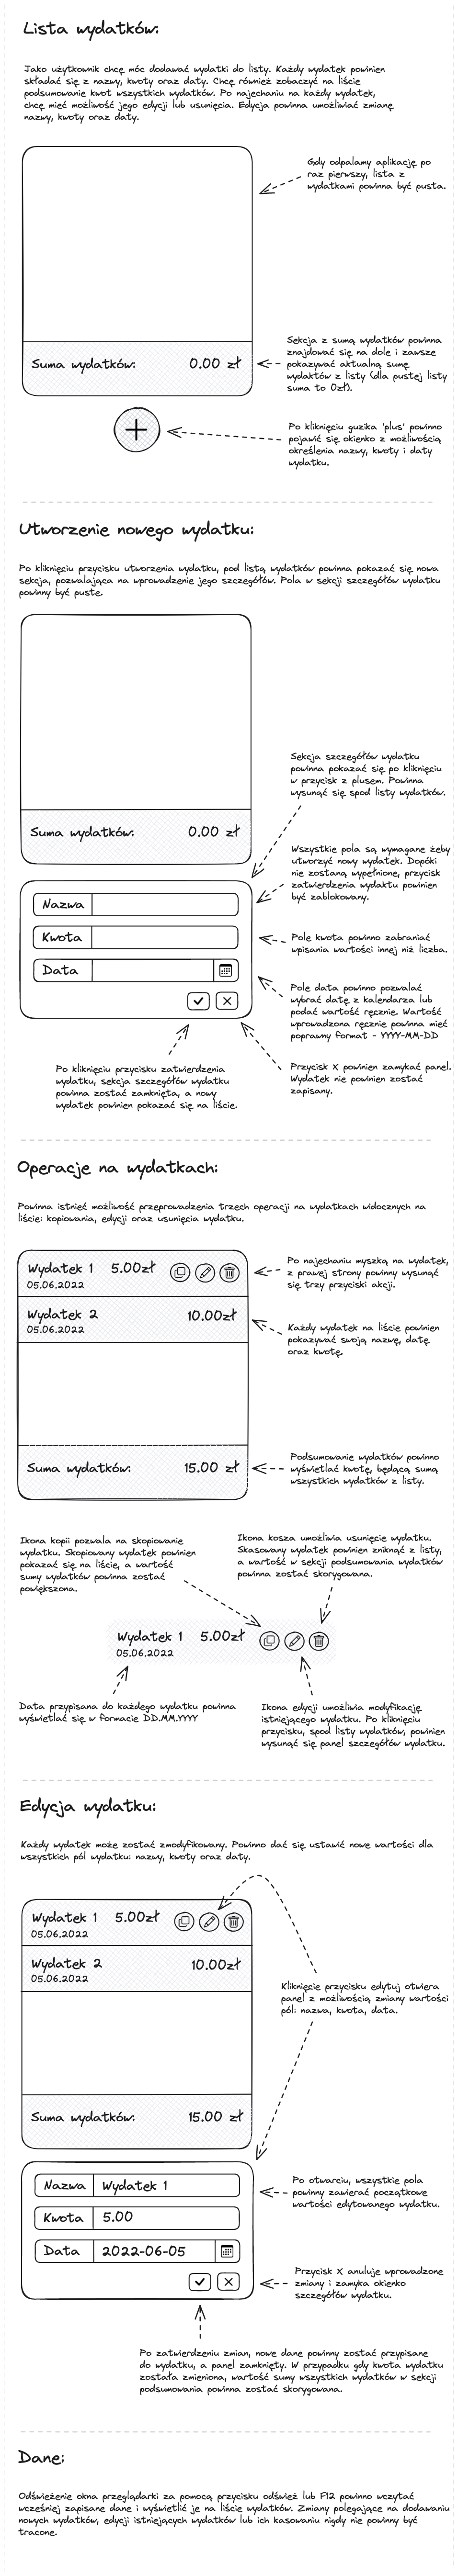 Lista wydatków:
Jako użytkownik chcę móc dodawać wydatki do listy. Każdy wydatek powinien
składać się z nazwy, kwoty oraz daty. Chcę również zobaczyć na liście
podsumowanie kwot wszystkich wydatków. Po najechaniu na każdy wydatek,
chcę mieć możliwość jego edycji lub usunięcia. Edycja powinna umożliwiać zmianę
nazwy, kwoty oraz daty.
Gdy odpalamy aplikację po
raz pierwszy, lista z
wydatkami powinna być pusta.
Sekcja z sumą wydatków powinna
znajdować się na dole i zawsze
pokazywać aktualną sumę
wydaktów z listy (dla pustej listy
suma to 0zł).
Suma wydatków: 0.00 zł
Po kliknięciu guzika 'plus' powinno
pojawić się okienko z możliwością
określenia nazwy, kwoty i daty
wydatku.
Utworzenie nowego wydatku:
Po kliknięciu przycisku utworzenia wydatku, pod listą wydatków powinna pokazać się nowa
sekcja, pozwalająca na wprowadzenie jego szczegółów. Pola w sekcji szczegółów wydatku
powinny być puste.
Sekcja szczegółów wydatku
powinna pokazać się po kliknięciu
w przycisk z plusem. Powinna
wysunąć się spod listy wydatków.
Suma wydatków: 0.00 zł
Wszystkie pola są wymagane żeby
utworzyć nowy wydatek. Dopóki
nie zostaną wypełnione, przycisk
zatwierdzenia wydaktu powinien
być zablokowany.
Nazwa
Kwota
Data
Pole kwota powinno zabraniać
wpisania wartości innej niż liczba.
Pole data powinno pozwalać
wybrać datę z kalendarza lub
podać wartość ręcznie. Wartość
wprowadzona ręcznie powinna mieć
poprawny format - YYYY-MM-DD
Po kliknięciu przycisku zatwierdzenia
wydatku, sekcja szczegółów wydatku
powinna zostać zamknięta, a nowy
wydatek powinien pokazać się na liście.
Przycisk X powinien zamykać panel.
Wydatek nie powinien zostać
zapisany.
Operacje na wydatkach:
Powinna istnieć możliwość przeprowadzenia trzech operacji na wydatkach widocznych na
liście: kopiowania, edycji oraz usunięcia wydatku.
Wydatek 1 5.00zł
05.06.2022
Wydatek 2 10.00zł
05.06.2022
Po najechaniu myszką na wydatek,
z prawej strony powinny wysunąć
się trzy przyciski akcji.
Każdy wydatek na liście powinien
pokazywać swoją nazwę, datę
oraz kwotę.
Suma wydatków: 15.00 zł
Podsumowanie wydatków powinno
wyświetlać kwotę, będącą sumą
wszystkich wydatków z listy.
Ikona kopii pozwala na skopiowanie
wydatku. Skopiowany wydatek powinien
pokazać się na liście, a wartość
sumy wydatków powinna zostać
powiększona.
Ikona kosza umożliwia usunięcie wydatku.
Skasowany wydatek powinien zniknąć z listy,
a wartość w sekcji podsumowania wydatków
powinna zostać skorygowana.
Wydatek 1 5.00zł
05.06.2022
Data przypisana do każdego wydatku powinna
wyświetlać się w formacie DD.MM.YYYY
Ikona edycji umożliwia modyfikację
istniejącego wydatku. Po kliknięciu
przycisku, spod listy wydatków, powinien
wysunąć się panel szczegółów wydatku.
Edycja wydatku:
Każdy wydatek może zostać zmodyfikowany. Powinno dać się ustawić nowe wartości dla
wszystkich pól wydatku: nazwy, kwoty oraz daty.
Wydatek 1 5.00zł
05.06.2022
Wydatek 2 10.00zł
05.06.2022
Kliknięcie przycisku edytuj otwiera
panel z możliwością zmiany wartości
pól: nazwa, kwota, data.
Suma wydatków: 15.00 zł
Nazwa Wydatek 1
Kwota 5.00
Data 2022-06-05
Po otwarciu, wszystkie pola
powinny zawierać początkowe
wartości edytowanego wydatku.
Przycisk X anuluje wprowadzone
zmiany i zamyka okienko
szczegółów wydatku.
Po zatwierdzeniu zmian, nowe dane powinny zostać przypisane
do wydatku, a panel zamknięty. W przypadku gdy kwota wydatku
została zmieniona, wartość sumy wszystkich wydatków w sekcji
podsumowania powinna zostać skorygowana.
Dane:
Odświeżenie okna przeglądarki za pomocą przycisku odśwież lub F12 powinno wczytać
wcześniej zapisane dane i wyświetlić je na liście wydatków. Zmiany polegające na dodawaniu
nowych wydatków, edycji istniejących wydatków lub ich kasowaniu nigdy nie powinny być
tracone.